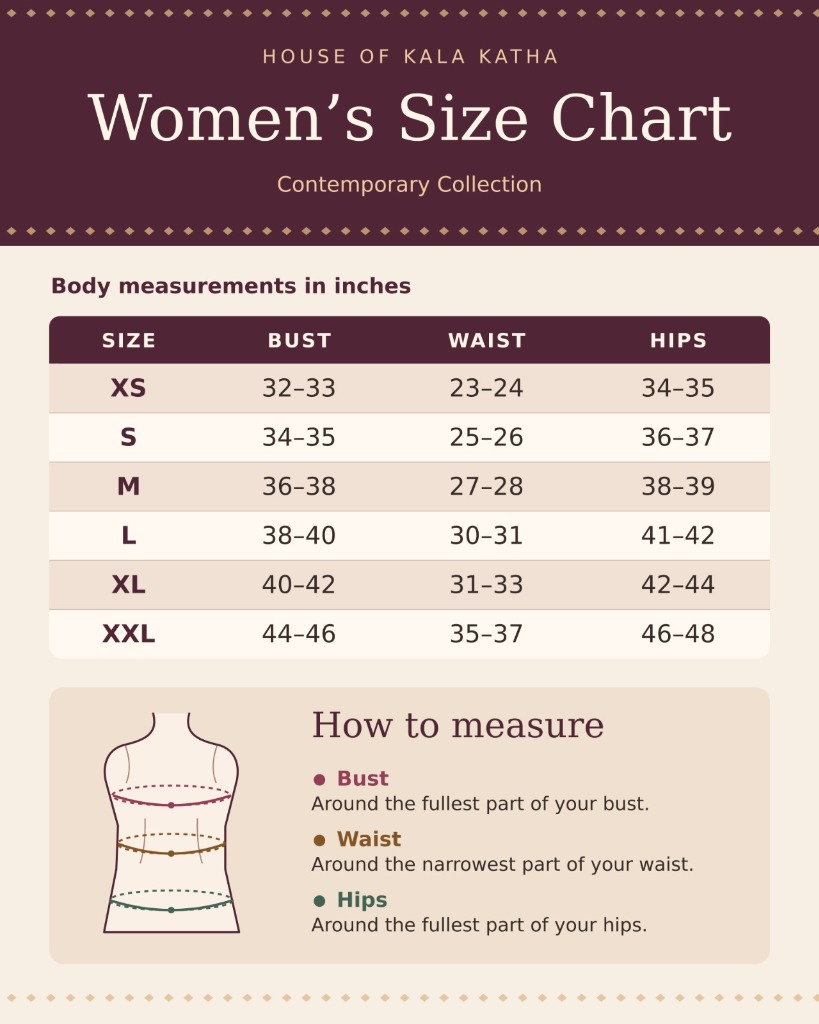 HOUSE OF KALA KATHA
Women’s Size Chart
Contemporary Collection
Body measurements in inches
SIZE BUST WAIST HIPS
XS 32–33 23–24 34–35
S 34–35 25–26 36–37
M 36–38 27–28 38–39
L 38–40 30–31 41–42
XL 40–42 31–33 42–44
XXL 44–46 35–37 46–48
How to measure
● Bust
Around the fullest part of your bust.
● Waist
Around the narrowest part of your waist.
● Hips
Around the fullest part of your hips.